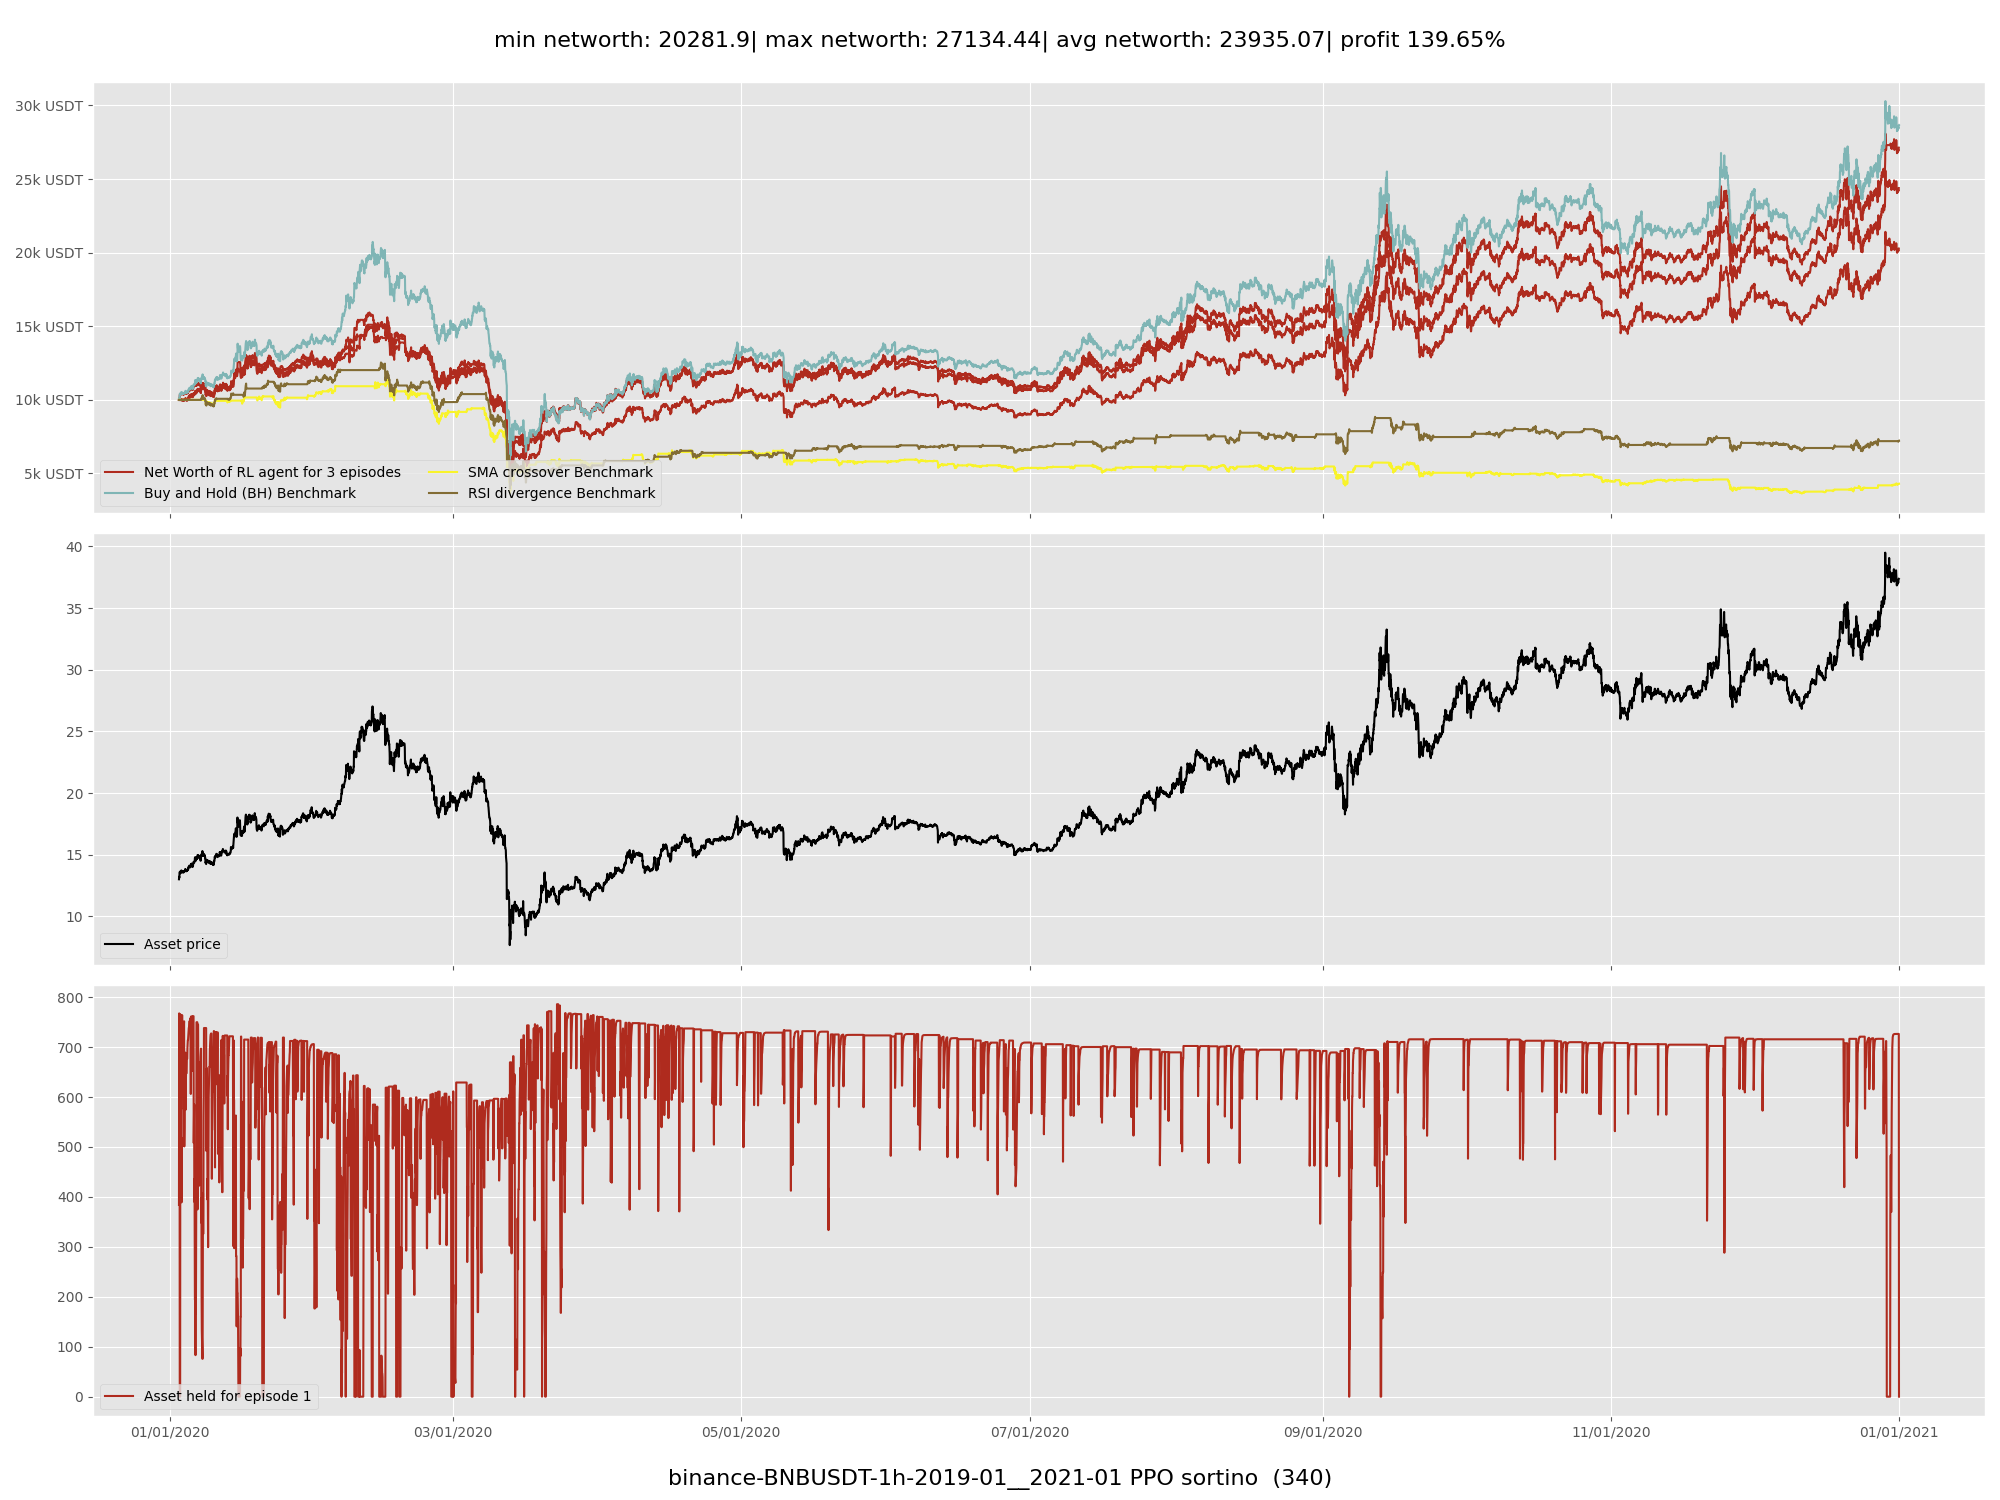 min networth: 20281.9| max networth: 27134.44| avg networth: 23935.07| profit 139.65%
30k USDT
25k USDT
20k USDT
15k USDT
10k USDT
5k USDT
Net Worth of RL agent for 3 episodes
Buy and Hold (BH) Benchmark
SMA crossover Benchmark
RSI divergence Benchmark
40
35
30
25
20
15
10
Asset price
800
700
600
500
400
300
200
100
0
Asset held for episode 1
01/01/2020 03/01/2020 05/01/2020 07/01/2020 09/01/2020 11/01/2020 01/01/2021
binance-BNBUSDT-1h-2019-01__2021-01 PPO sortino (340)